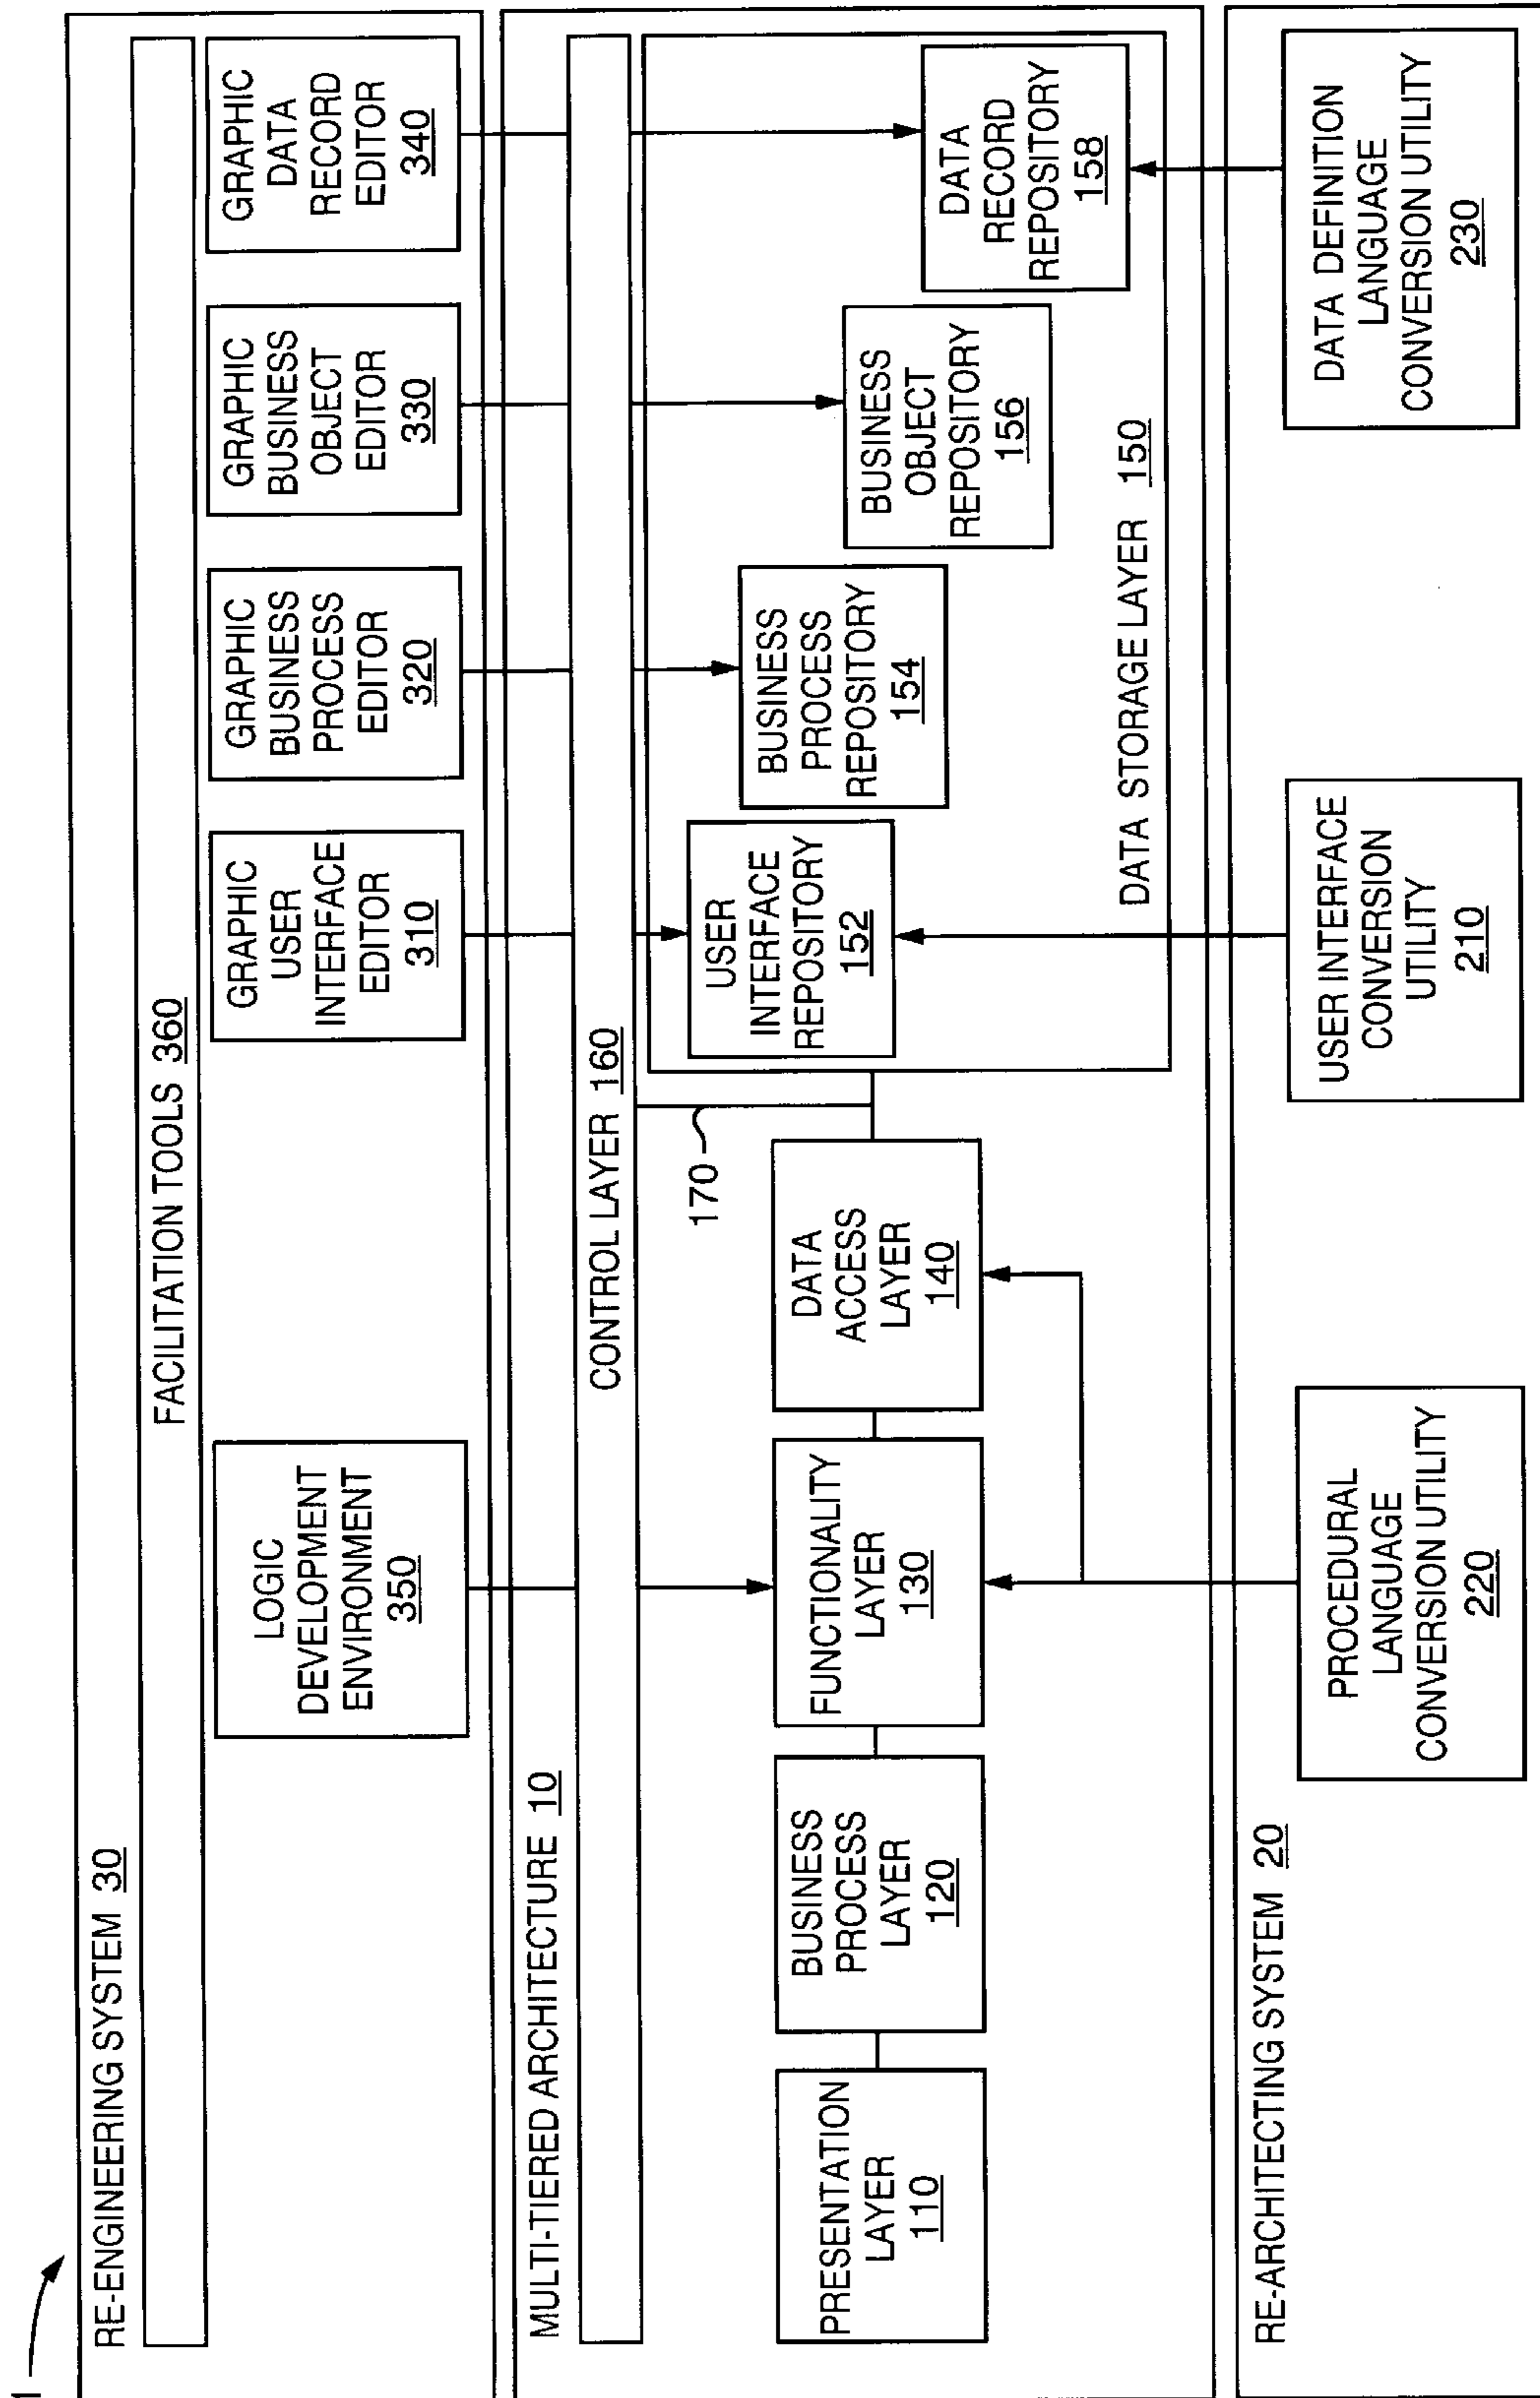 1
RE-ENGINEERING SYSTEM 30
FACILITATION TOOLS 360
LOGIC
DEVELOPMENT
ENVIRONMENT
350
GRAPHIC
USER
INTERFACE
EDITOR
310
GRAPHIC
BUSINESS
PROCESS
EDITOR
320
GRAPHIC
BUSINESS
OBJECT
EDITOR
330
GRAPHIC
DATA
RECORD
EDITOR
340
MULTI-TIERED ARCHITECTURE 10
CONTROL LAYER 160
170
PRESENTATION
LAYER
110
BUSINESS
PROCESS
LAYER
120
FUNCTIONALITY
LAYER
130
DATA
ACCESS
LAYER
140
USER
INTERFACE
REPOSITORY
152
BUSINESS
PROCESS
REPOSITORY
154
BUSINESS
OBJECT
REPOSITORY
156
DATA
RECORD
REPOSITORY
158
DATA STORAGE LAYER 150
RE-ARCHITECTING SYSTEM 20
PROCEDURAL
LANGUAGE
CONVERSION UTILITY
220
USER INTERFACE
CONVERSION
UTILITY
210
DATA DEFINITION
LANGUAGE
CONVERSION UTILITY
230